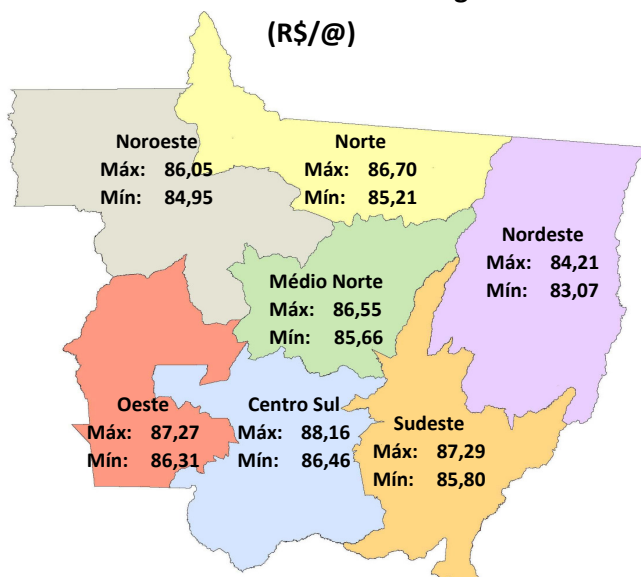 (R$/@)
Noroeste
Máx: 86,05
Mín: 84,95
Norte
Máx: 86,70
Mín: 85,21
Nordeste
Máx: 84,21
Mín: 83,07
Médio Norte
Máx: 86,55
Mín: 85,66
Oeste
Máx: 87,27
Mín: 86,31
Centro Sul
Máx: 88,16
Mín: 86,46
Sudeste
Máx: 87,29
Mín: 85,80